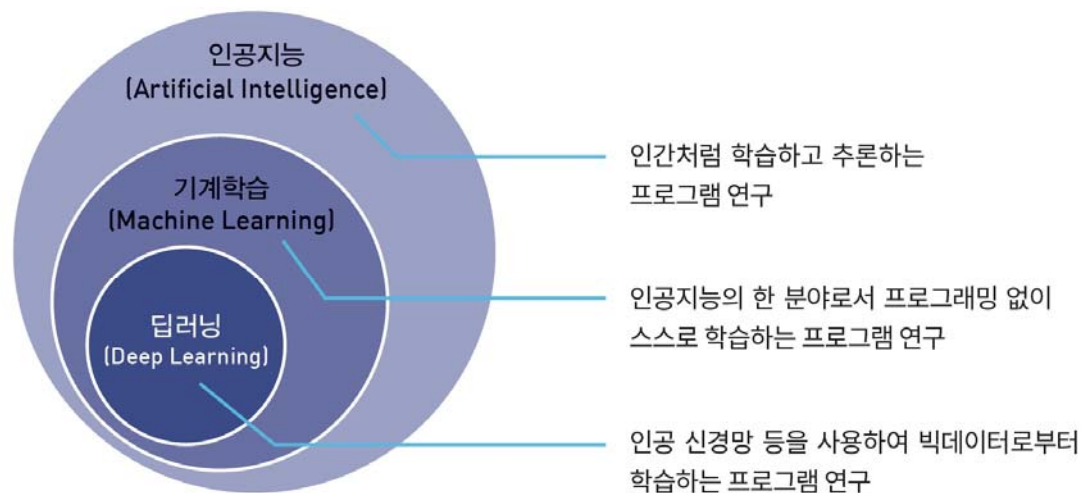 인공지능
(Artificial Intelligence)
인간처럼 학습하고 추론하는
프로그램 연구
기계학습
(Machine Learning)
인공지능의 한 분야로서 프로그래밍 없이
스스로 학습하는 프로그램 연구
딥러닝
(Deep Learning)
인공 신경망 등을 사용하여 빅데이터로부터
학습하는 프로그램 연구